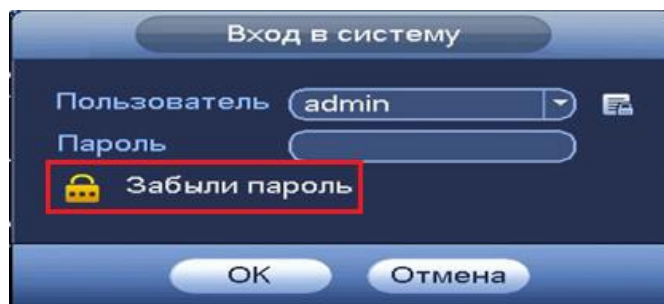 Вход в систему
Пользователь admin
Пароль
Забыли пароль
OK Отмена